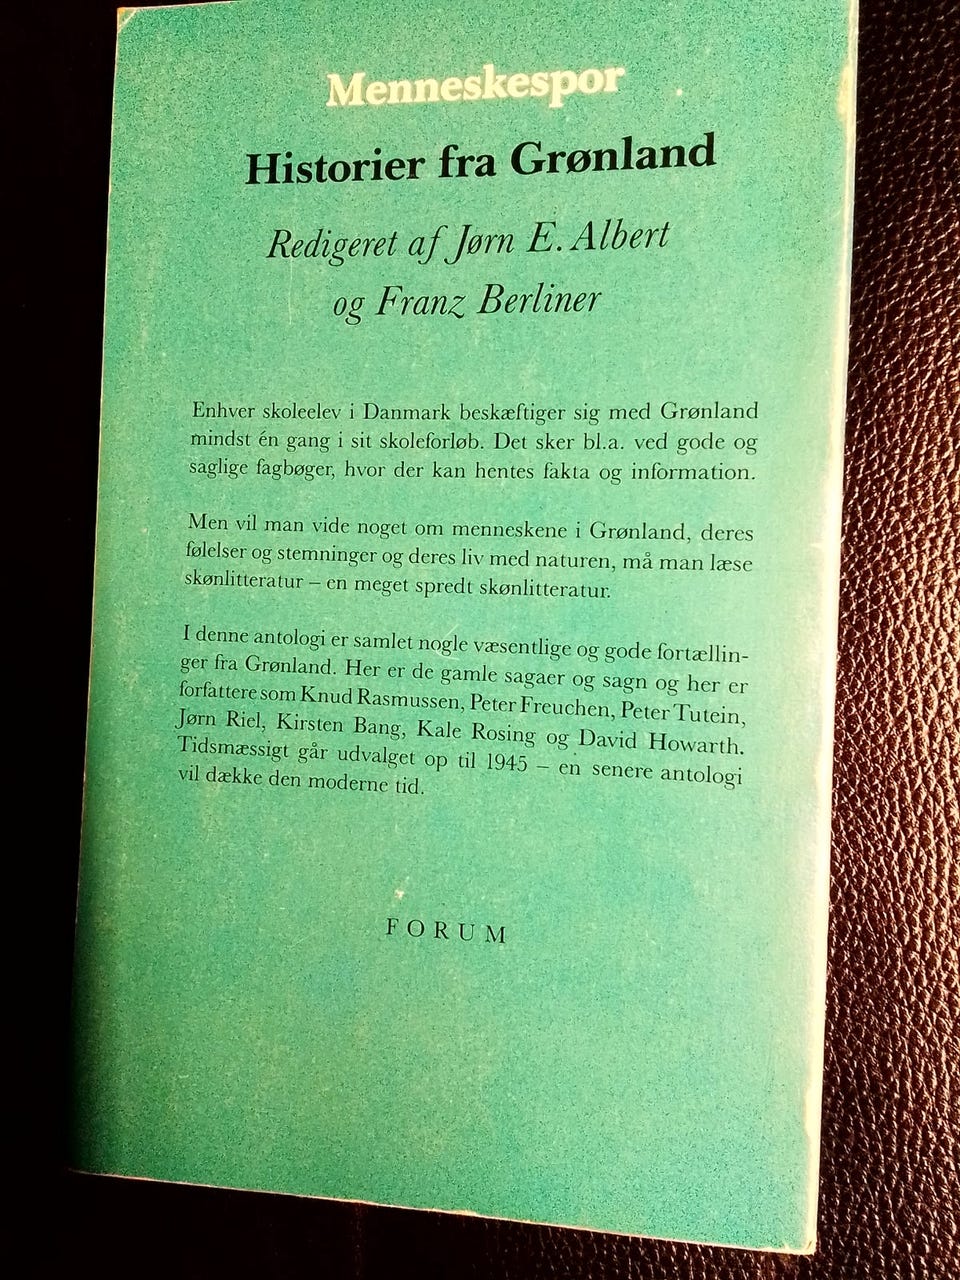 Menneskespor
Historier fra Grønland
Redigeret af Jørn E. Albert
og Franz Berliner
Enhver skoleelev i Danmark beskæftiger sig med Grønland
mindst én gang i sit skoleforløb. Det sker bl.a. ved gode og
saglige fagbøger, hvor der kan hentes fakta og information.
Men vil man vide noget om menneskene i Grønland, deres
følelser og stemninger og deres liv med naturen, må man læse
skønlitteratur – en meget spredt skønlitteratur.
I denne antologi er samlet nogle væsentlige og gode fortællin-
ger fra Grønland. Her er de gamle sagaer og sagn og her er
forfattere som Knud Rasmussen, Peter Freuchen, Peter Tutein,
Jørn Riel, Kirsten Bang, Kale Rosing og David Howarth.
Tidsmæssigt går udvalget op til 1945 – en senere antologi
vil dække den moderne tid.
FORUM